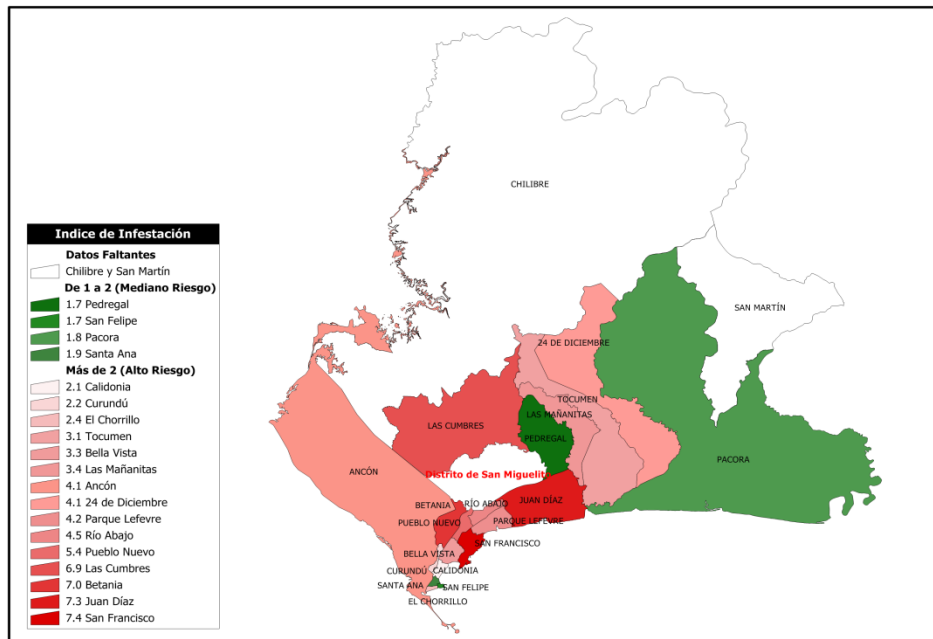 Indice de Infestación
Datos Faltantes
Chilibre y San Martín
De 1 a 2 (Mediano Riesgo)
1.7 Pedregal
1.7 San Felipe
1.8 Pacora
1.9 Santa Ana
Más de 2 (Alto Riesgo)
2.1 Calidonia
2.2 Curundú
2.4 El Chorrillo
3.1 Tocumen
3.3 Bella Vista
3.4 Las Mañanitas
4.1 Ancón
4.1 24 de Diciembre
4.2 Parque Lefevre
4.5 Río Abajo
5.4 Pueblo Nuevo
6.9 Las Cumbres
7.0 Betania
7.3 Juan Díaz
7.4 San Francisco
CHILIBRE
SAN MARTÍN
24 DE DICIEMBRE
TOCUMEN
LAS MAÑANITAS
LAS CUMBRES
PEDREGAL
PACORA
ANCÓN
Distrito de San Miguelit
JUAN DÍAZ
BETANIA
RÍO ABAJO
PUEBLO NUEVO
PARQUE LEFEVRE
SAN FRANCISCO
BELLA VISTA
CURUNDÚ
CALIDONIA
SANTA ANA
SAN FELIPE
EL CHORRILLO